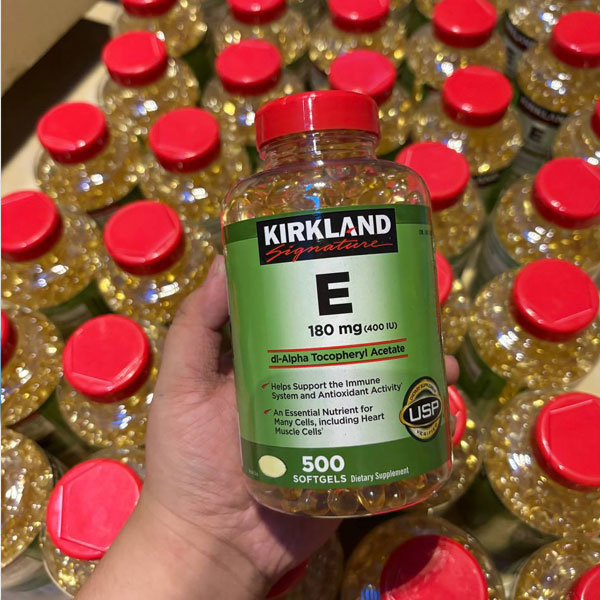 KIRKLAND
Signature
E
180 mg (400 IU)
dl-Alpha Tocopheryl Acetate
Helps Support the Immune
System and Antioxidant Activity*
An Essential Nutrient for
Many Cells, including Heart
Muscle Cells*
USP
500
SOFTGELS Dietary Supplement
KIRKLAND
E